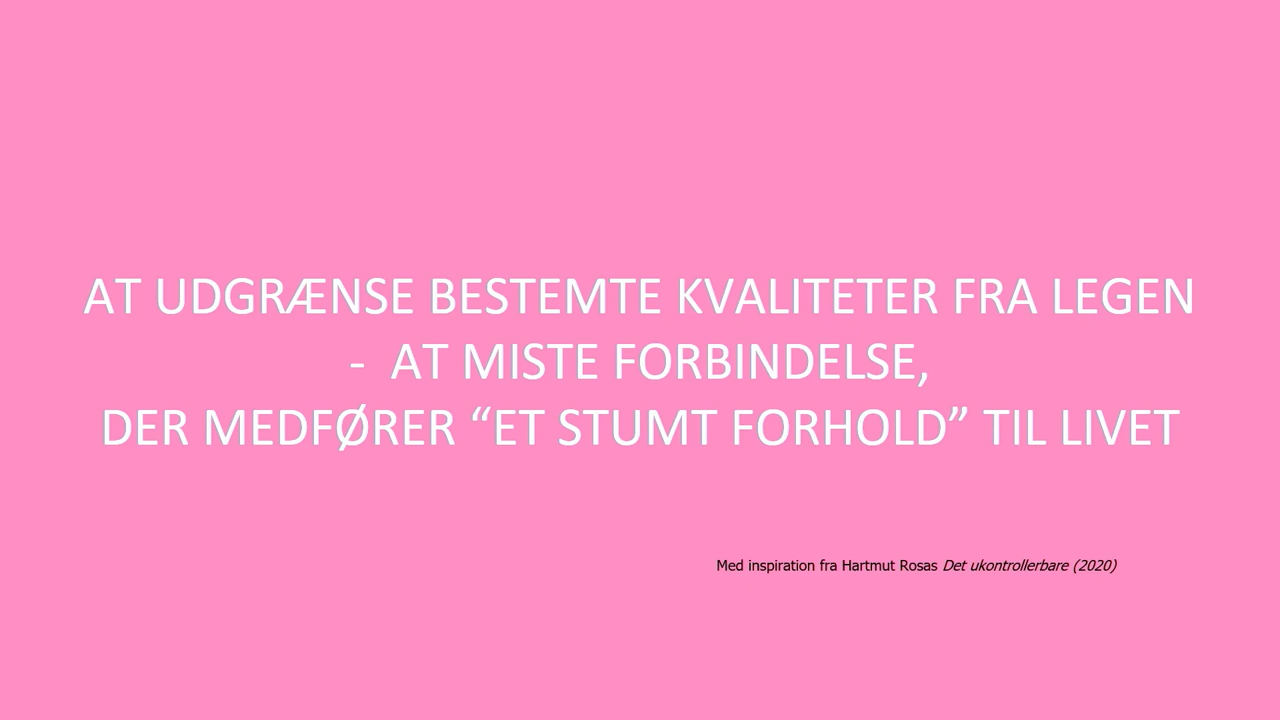 AT UDGRÆNSE BESTEMTE KVALITETER FRA LEGEN
- AT MISTE FORBINDELSE,
DER MEDFØRER “ET STUMT FORHOLD” TIL LIVET
Med inspiration fra Hartmut Rosas Det ukontrollerbare (2020)